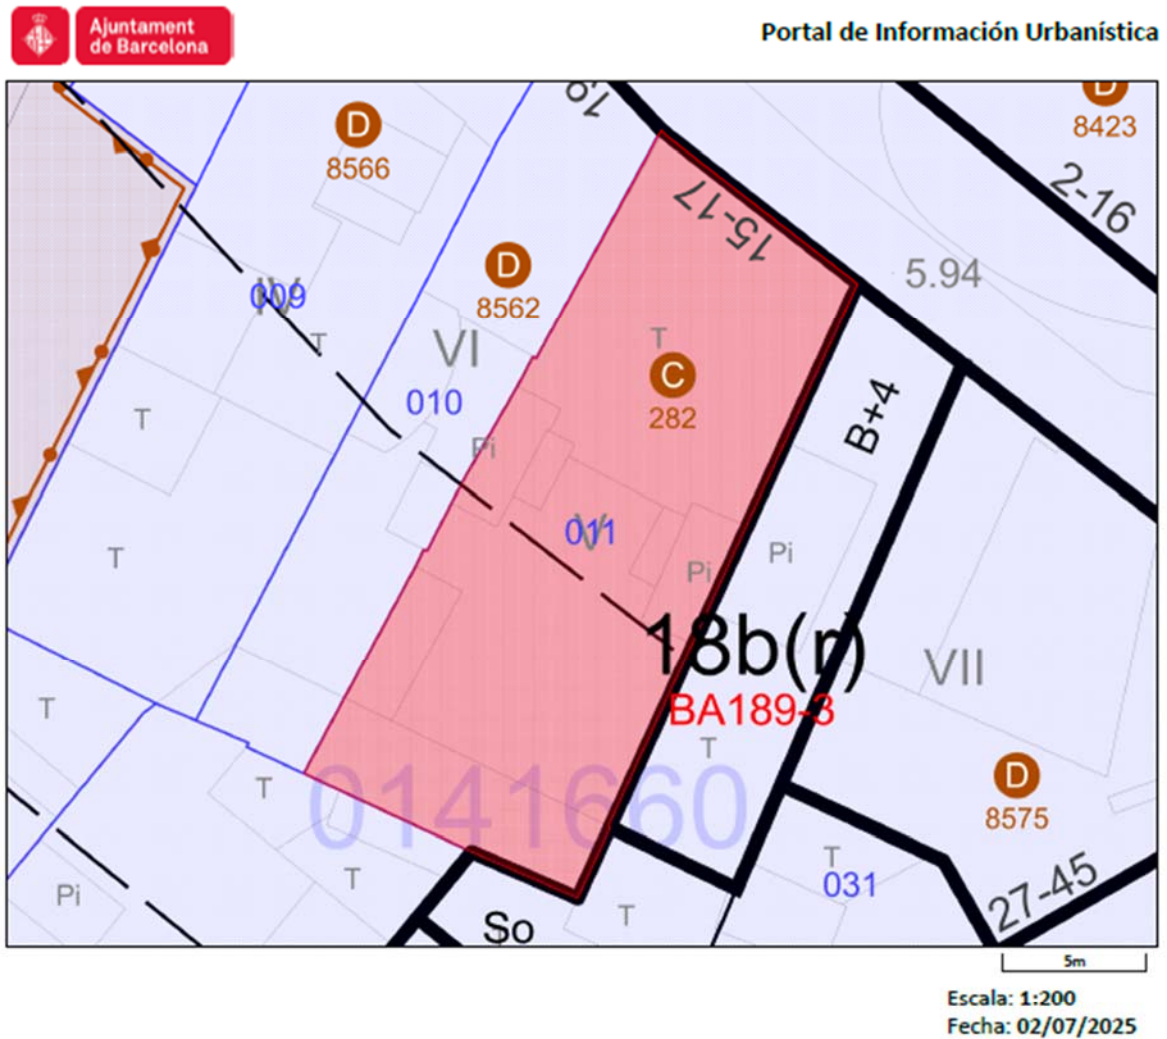 Ajuntament
de Barcelona
Portal de Información Urbanística
19
D
8566
D
8423
2-16
15-17
5.94
D
8562
009
IV
T
VI
T
C
282
010
B+4
T
Pi
011
V
T
Pi
Pi
18b(r)
VII
BA189-3
T
T
T
0141660
D
8575
T
T
031
Pi
27-45
So
T
5m
Escala: 1:200
Fecha: 02/07/2025